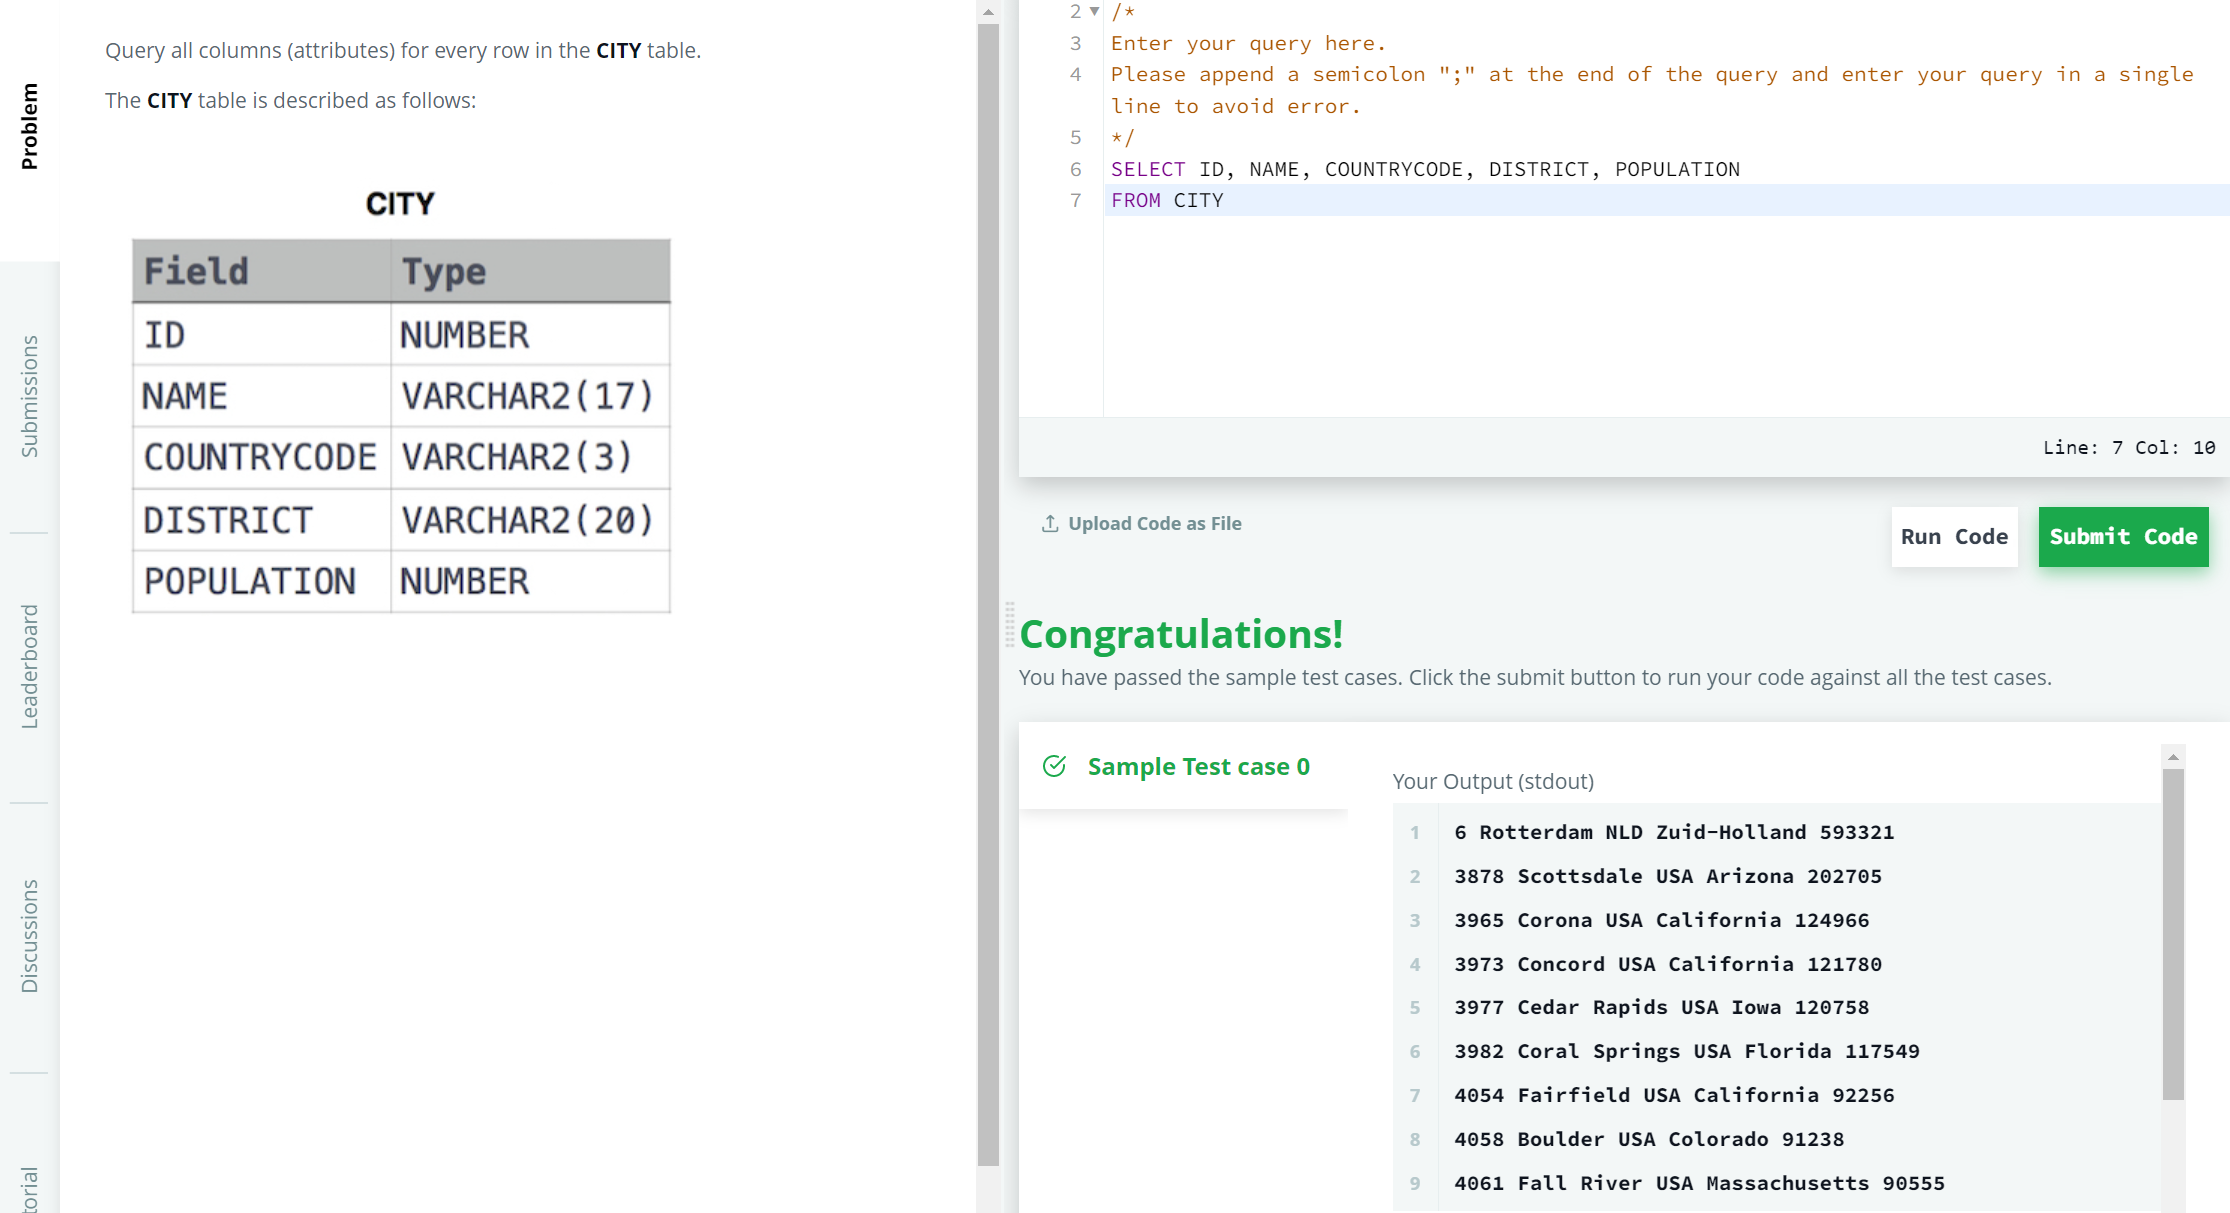 Problem
Submissions
Leaderboard
Discussions
torial
Query all columns (attributes) for every row in the CITY table.
The CITY table is described as follows:
CITY
Field Type
ID NUMBER
NAME VARCHAR2(17)
COUNTRYCODE VARCHAR2(3)
DISTRICT VARCHAR2(20)
POPULATION NUMBER
2 /*
3 Enter your query here.
4 Please append a semicolon ";" at the end of the query and enter your query in a single
line to avoid error.
5 */
6 SELECT ID, NAME, COUNTRYCODE, DISTRICT, POPULATION
7 FROM CITY
Line: 7 Col: 10
Upload Code as File
Run Code
Submit Code
Congratulations!
You have passed the sample test cases. Click the submit button to run your code against all the test cases.
Sample Test case 0
Your Output (stdout)
1 6 Rotterdam NLD Zuid-Holland 593321
2 3878 Scottsdale USA Arizona 202705
3 3965 Corona USA California 124966
4 3973 Concord USA California 121780
5 3977 Cedar Rapids USA Iowa 120758
6 3982 Coral Springs USA Florida 117549
7 4054 Fairfield USA California 92256
8 4058 Boulder USA Colorado 91238
9 4061 Fall River USA Massachusetts 90555